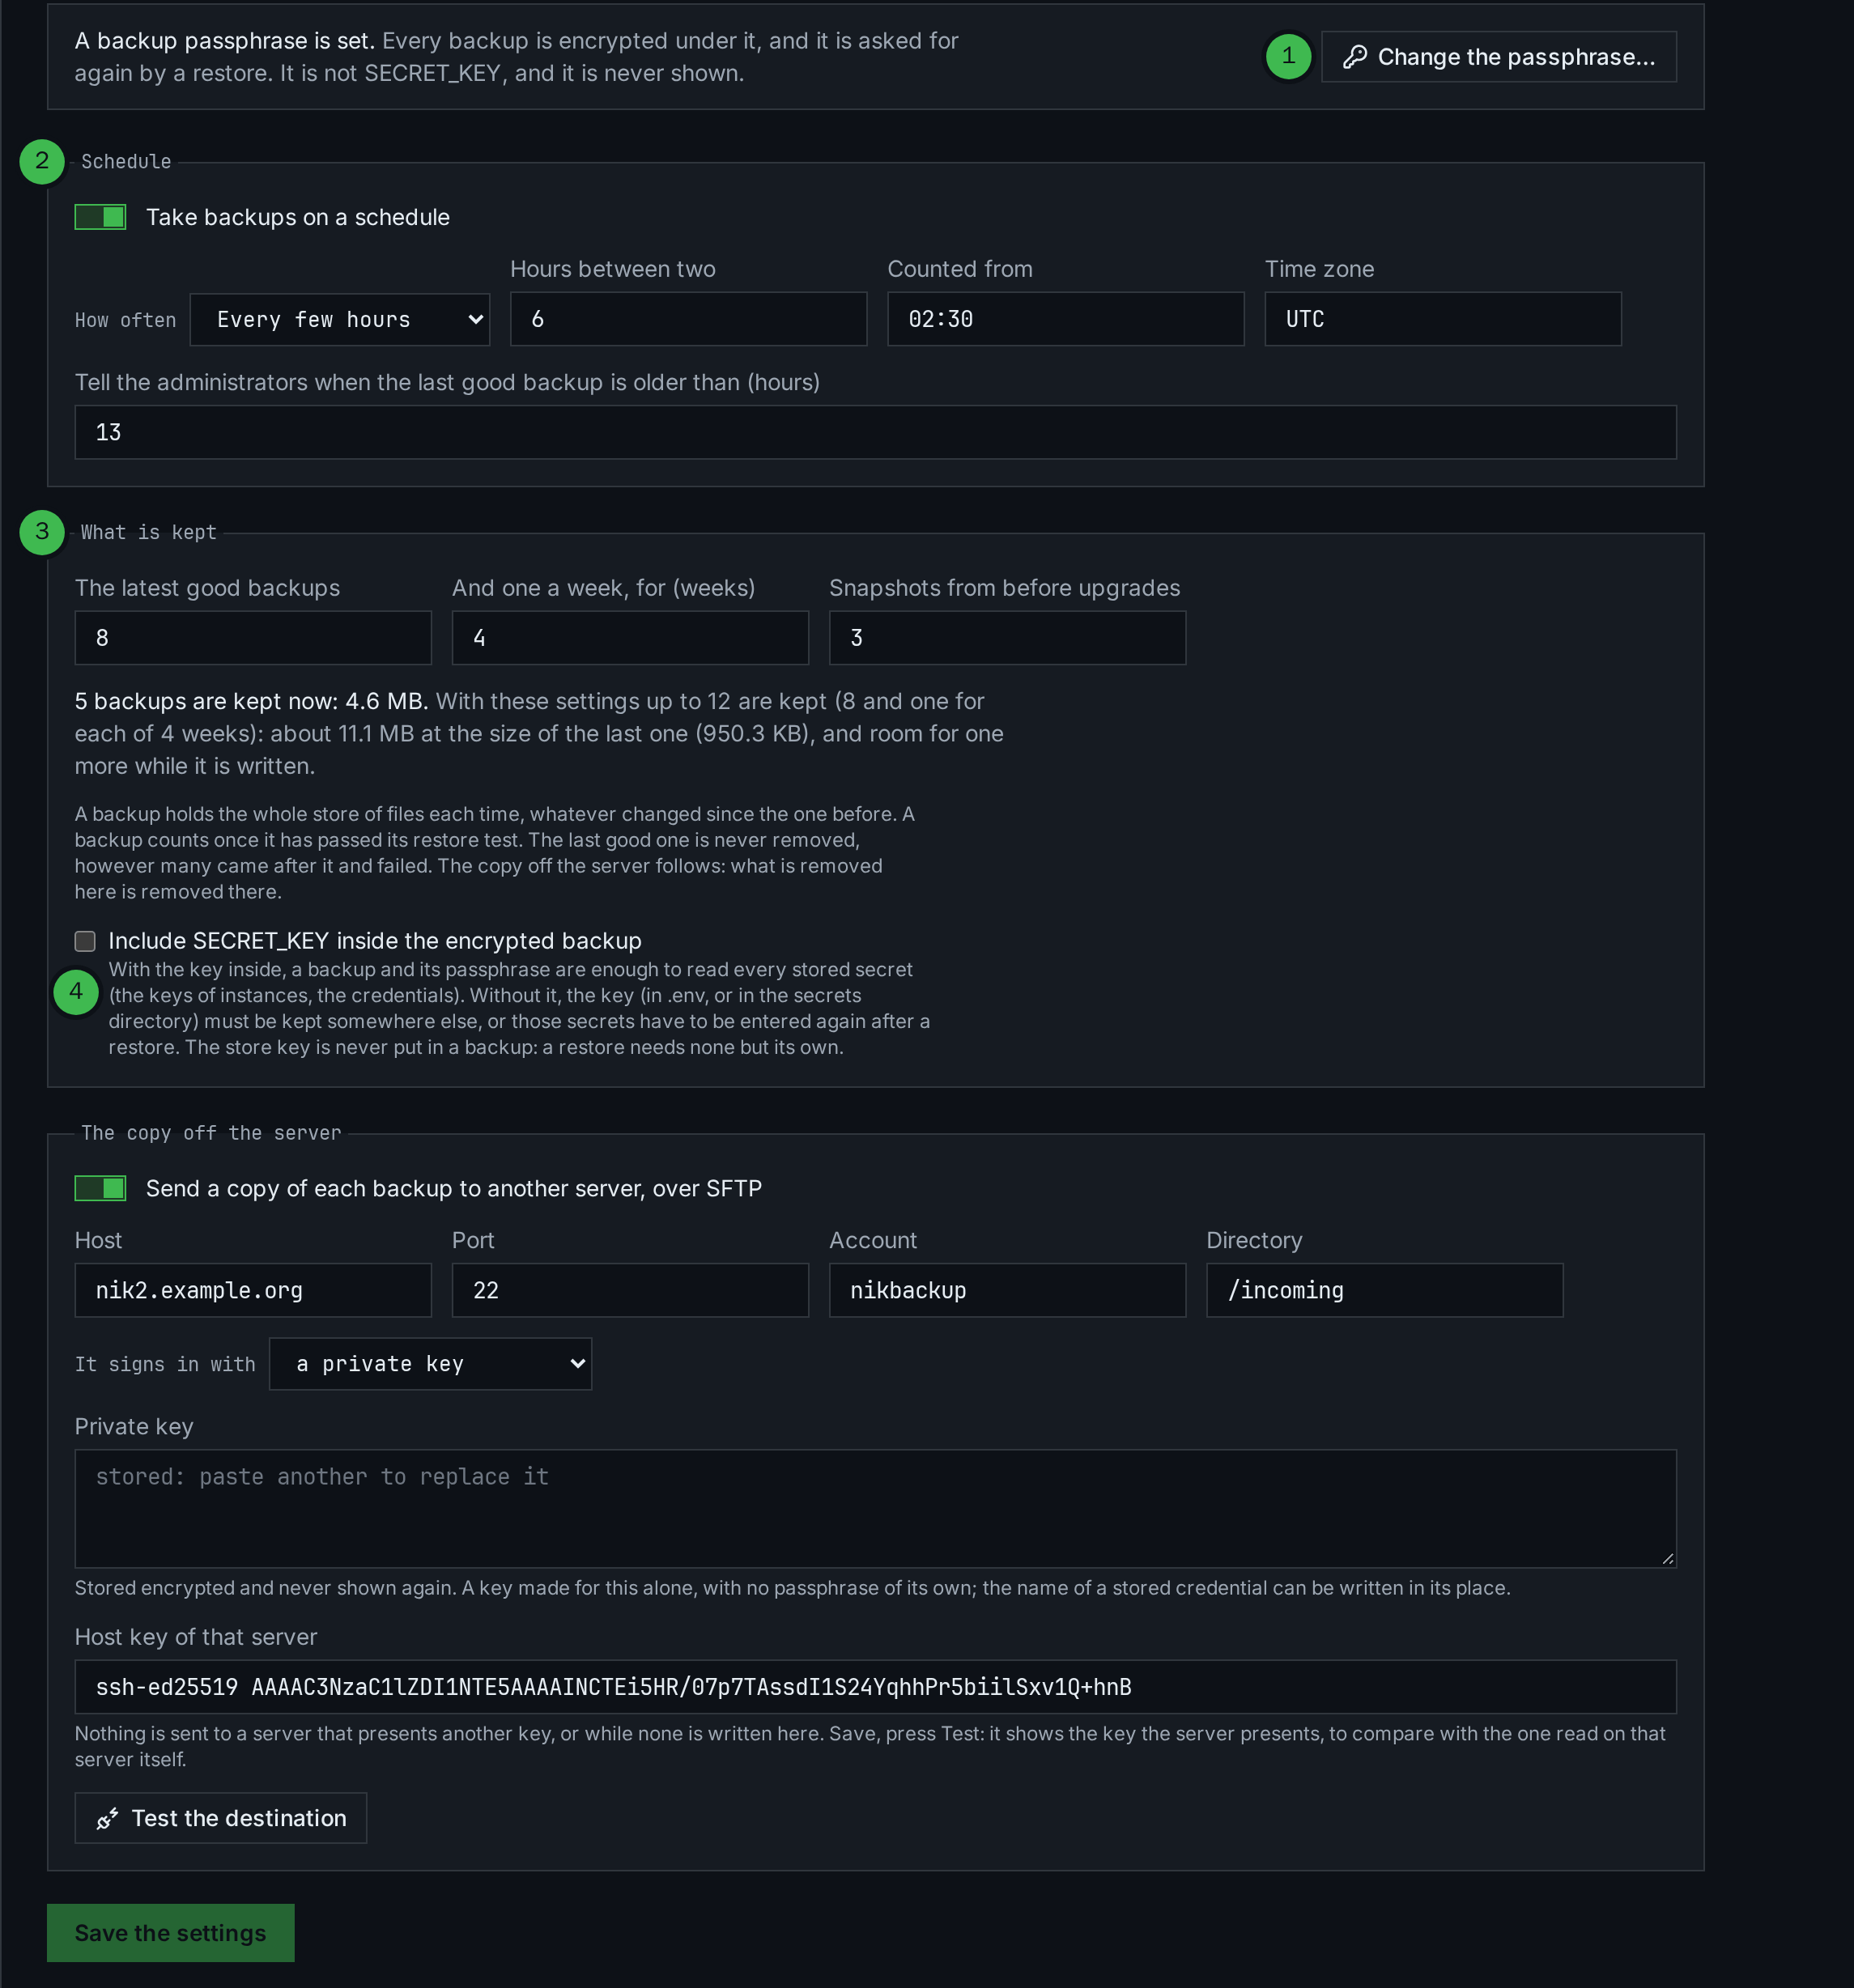 A backup passphrase is set. Every backup is encrypted under it, and it is asked for
again by a restore. It is not SECRET_KEY, and it is never shown.
1
Change the passphrase...
2
Schedule
Take backups on a schedule
Hours between two
Counted from
Time zone
How often
Every few hours
6
02:30
UTC
Tell the administrators when the last good backup is older than (hours)
13
3
What is kept
The latest good backups
And one a week, for (weeks)
Snapshots from before upgrades
8
4
3
5 backups are kept now: 4.6 MB. With these settings up to 12 are kept (8 and one for
each of 4 weeks): about 11.1 MB at the size of the last one (950.3 KB), and room for one
more while it is written.
A backup holds the whole store of files each time, whatever changed since the one before. A
backup counts once it has passed its restore test. The last good one is never removed,
however many came after it and failed. The copy off the server follows: what is removed
here is removed there.
Include SECRET_KEY inside the encrypted backup
4
With the key inside, a backup and its passphrase are enough to read every stored secret
(the keys of instances, the credentials). Without it, the key (in .env, or in the secrets
directory) must be kept somewhere else, or those secrets have to be entered again after a
restore. The store key is never put in a backup: a restore needs none but its own.
The copy off the server
Send a copy of each backup to another server, over SFTP
Host
Port
Account
Directory
nik2.example.org
22
nikbackup
/incoming
It signs in with
a private key
Private key
stored: paste another to replace it
Stored encrypted and never shown again. A key made for this alone, with no passphrase of its own; the name of a stored credential can be written in its place.
Host key of that server
ssh-ed25519 AAAAC3NzaC1lZDI1NTE5AAAAINCTEi5HR/07p7TAssdI1S24YqhhPr5biilSxv1Q+hnB
Nothing is sent to a server that presents another key, or while none is written here. Save, press Test: it shows the key the server presents, to compare with the one read on that
server itself.
Test the destination
Save the settings